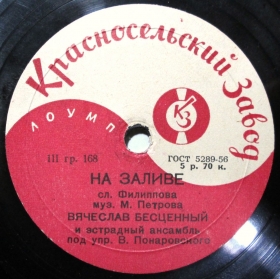 Красносельский Завод
ЛОУМП
КЗ
III гр. 168
ГОСТ 5289-56
5 р. 70 к.
НА ЗАЛИВЕ
сл. Филиппова
муз. М. Петрова
ВЯЧЕСЛАВ БЕСЦЕННЫЙ
и эстрадный ансамбль
под упр. В. Понаровского